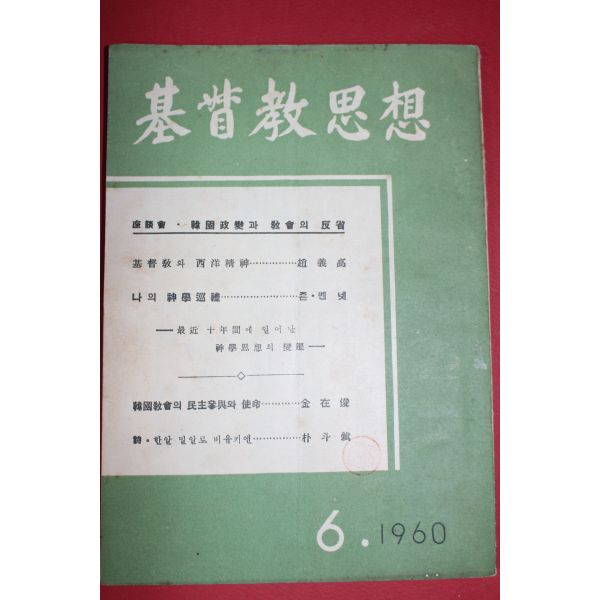 基督敎思想
座談會・韓國政變과 敎會의 反省
基督敎와 西洋精神……………趙義卨
나의 神學巡禮……………………죤・벤넷
──最近十年間에 일어난
神學思想의 變遷──
韓國敎會의 民主參與와 使命…………金在俊
詩・한알 밀알로 비유키엔……………朴斗鎭
6.1960